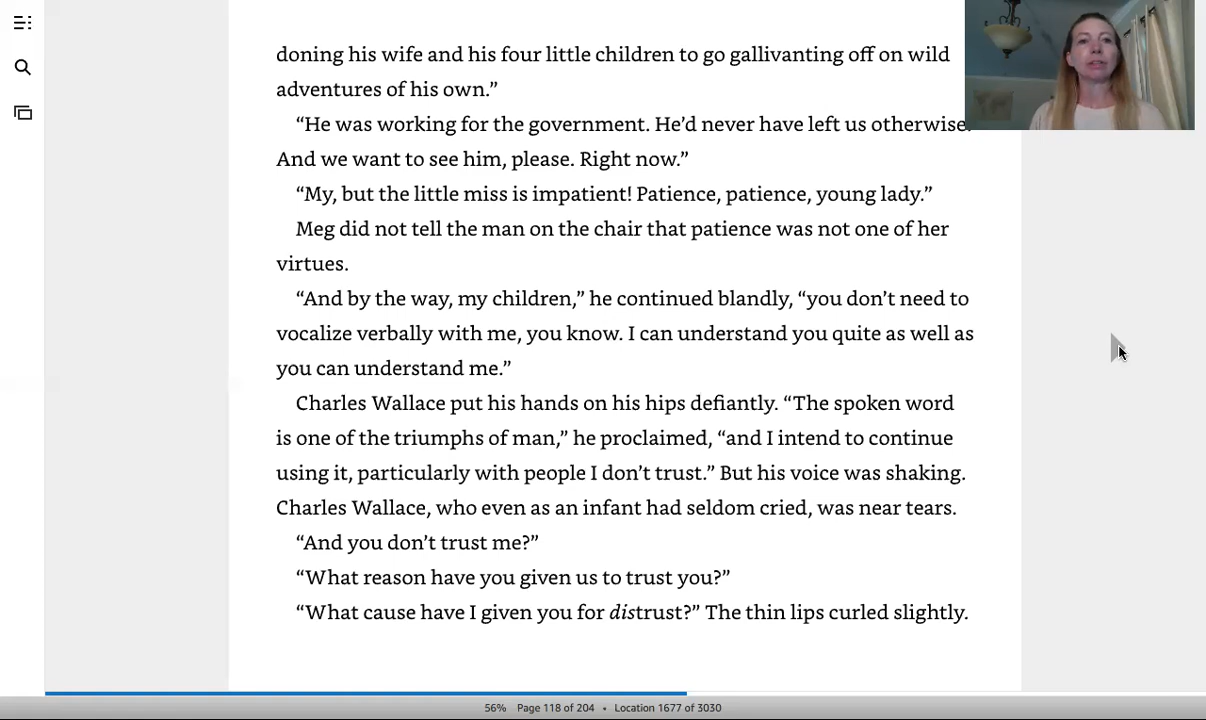 doning his wife and his four little children to go gallivanting off on wild
adventures of his own.”
“He was working for the government. He’d never have left us otherwise.
And we want to see him, please. Right now.”
“My, but the little miss is impatient! Patience, patience, young lady.”
Meg did not tell the man on the chair that patience was not one of her
virtues.
“And by the way, my children,” he continued blandly, “you don’t need to
vocalize verbally with me, you know. I can understand you quite as well as
you can understand me.”
Charles Wallace put his hands on his hips defiantly. “The spoken word
is one of the triumphs of man,” he proclaimed, “and I intend to continue
using it, particularly with people I don’t trust.” But his voice was shaking.
Charles Wallace, who even as an infant had seldom cried, was near tears.
“And you don’t trust me?”
“What reason have you given us to trust you?”
“What cause have I given you for distrust?” The thin lips curled slightly.
56% Page 118 of 204 • Location 1677 of 3030